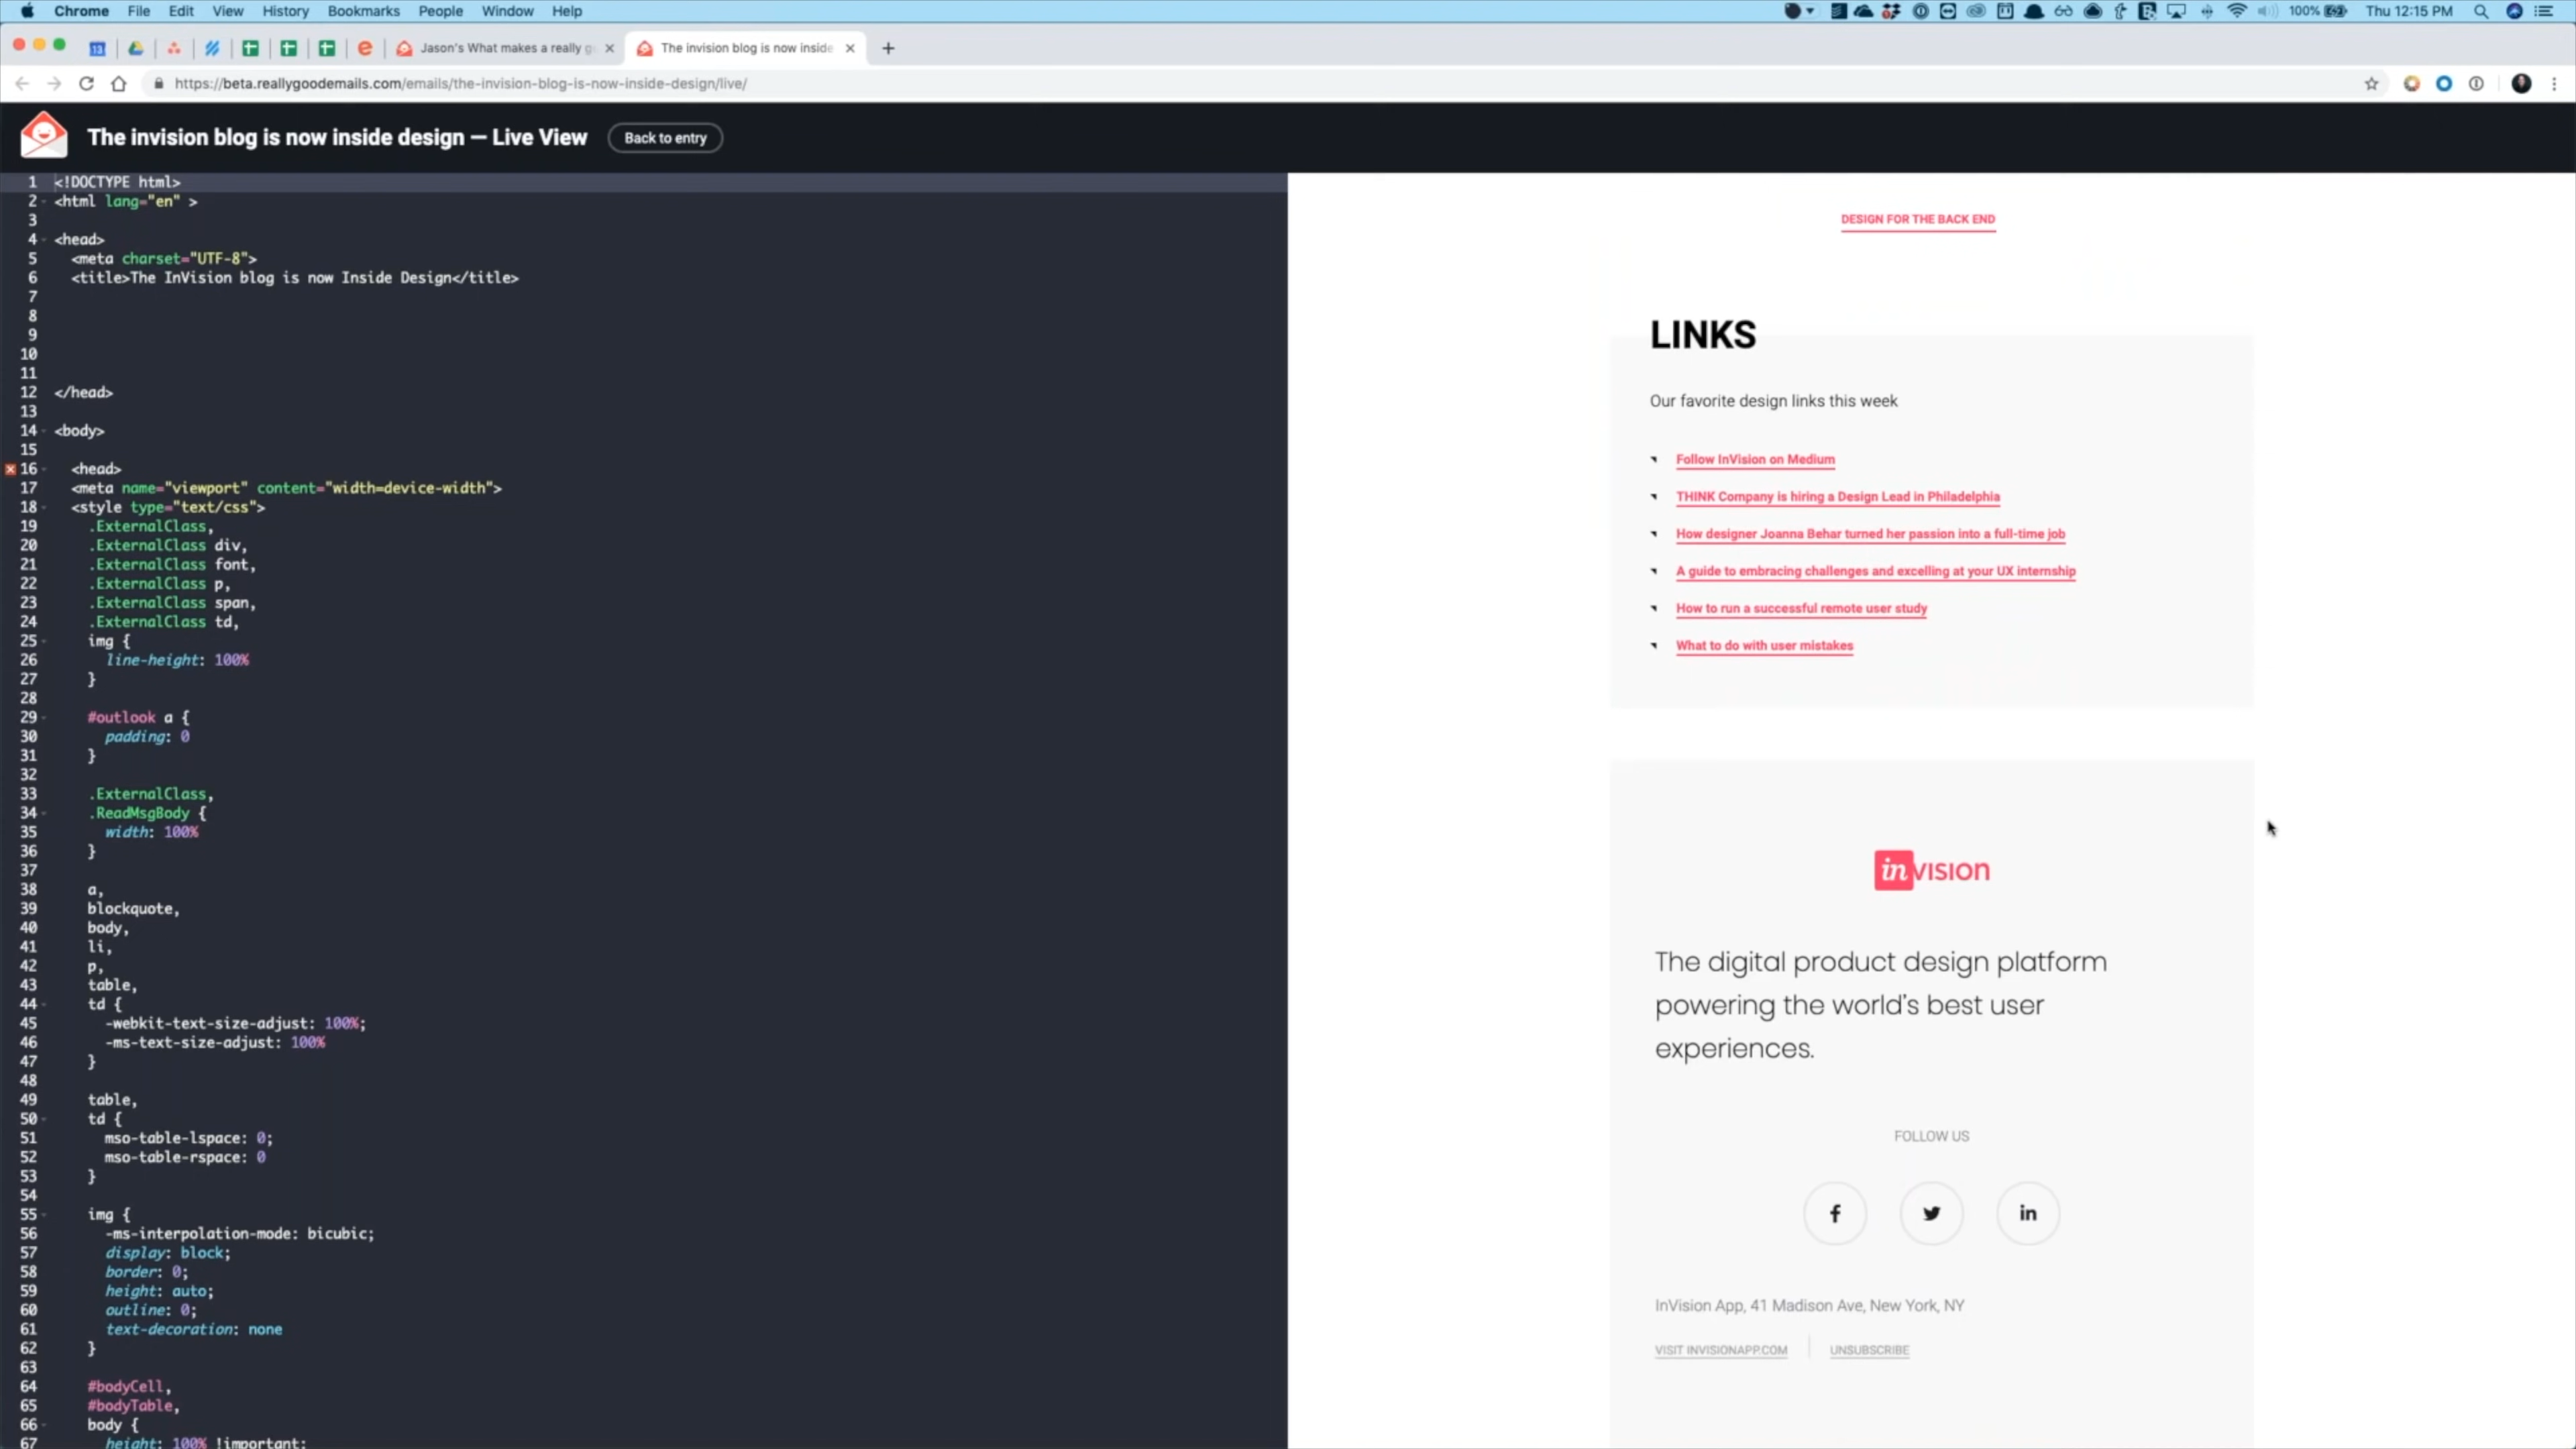 Chrome File Edit View History Bookmarks People Window Help
100% Thu 12:15 PM
13
Jason's What makes a really g
The invision blog is now inside
https://beta.reallygoodemails.com/emails/the-invision-blog-is-now-inside-design/live/
The invision blog is now inside design — Live View
Back to entry
1 <!DOCTYPE html>
2 <html lang="en" >
3
4 <head>
5 <meta charset="UTF-8">
6 <title>The InVision blog is now Inside Design</title>
7
8
9
10
11
12 </head>
13
14 <body>
15
16 <head>
17 <meta name="viewport" content="width=device-width">
18 <style type="text/css">
19 .ExternalClass,
20 .ExternalClass div,
21 .ExternalClass font,
22 .ExternalClass p,
23 .ExternalClass span,
24 .ExternalClass td,
25 img {
26 line-height: 100%
27 }
28
29 #outlook a {
30 padding: 0
31 }
32
33 .ExternalClass,
34 .ReadMsgBody {
35 width: 100%
36 }
37
38 a,
39 blockquote,
40 body,
41 li,
42 p,
43 table,
44 td {
45 -webkit-text-size-adjust: 100%;
46 -ms-text-size-adjust: 100%
47 }
48
49 table,
50 td {
51 mso-table-lspace: 0;
52 mso-table-rspace: 0
53 }
54
55 img {
56 -ms-interpolation-mode: bicubic;
57 display: block;
58 border: 0;
59 height: auto;
60 outline: 0;
61 text-decoration: none
62 }
63
64 #bodyCell,
65 #bodyTable,
66 body {
67 height: 100% !important;
DESIGN FOR THE BACK END
LINKS
Our favorite design links this week
Follow InVision on Medium
THINK Company is hiring a Design Lead in Philadelphia
How designer Joanna Behar turned her passion into a full-time job
A guide to embracing challenges and excelling at your UX internship
How to run a successful remote user study
What to do with user mistakes
inVISION
The digital product design platform
powering the world's best user
experiences.
FOLLOW US
f
in
InVision App, 41 Madison Ave, New York, NY
VISIT INVISIONAPP.COM
UNSUBSCRIBE